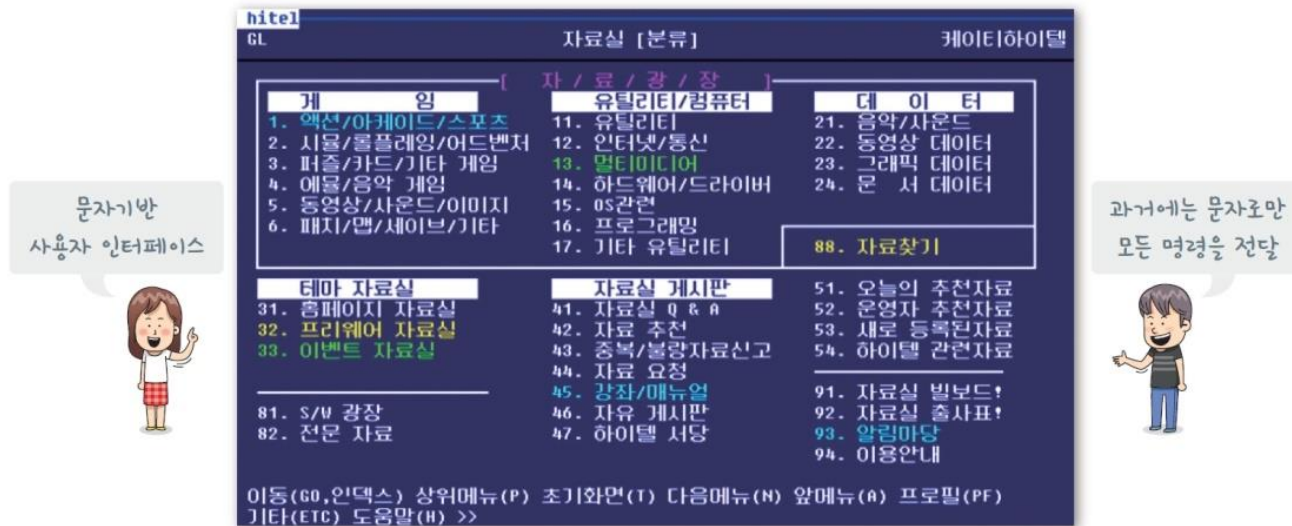 hitel
GL 자료실 [분류] 케이티하이텔
[ 자 / 료 / 광 / 장 ]
게 임 유틸리티/컴퓨터 데 이 터
1. 액션/아케이드/스포츠 11. 유틸리티 21. 음악/사운드
2. 시뮬/롤플레잉/어드벤처 12. 인터넷/통신 22. 동영상 데이터
3. 퍼즐/카드/기타 게임 13. 멀티미디어 23. 그래픽 데이터
4. 에뮬/음악 게임 14. 하드웨어/드라이버 24. 문 서 데이터
5. 동영상/사운드/이미지 15. OS관련
6. 패치/맵/세이브/기타 16. 프로그래밍
17. 기타 유틸리티 88. 자료찾기
테마 자료실 자료실 게시판 51. 오늘의 추천자료
31. 홈페이지 자료실 41. 자료실 Q & A 52. 운영자 추천자료
32. 프리웨어 자료실 42. 자료 추천 53. 새로 등록된자료
33. 이벤트 자료실 43. 중복/불량자료신고 54. 하이텔 관련자료
44. 자료 요청
45. 강좌/매뉴얼 91. 자료실 빌보드!
81. S/W 광장 46. 자유 게시판 92. 자료실 출사표!
82. 전문 자료 47. 하이텔 서당 93. 알림마당
94. 이용안내
이동(GO,인덱스) 상위메뉴(P) 초기화면(T) 다음메뉴(N) 앞메뉴(A) 프로필(PF)
기타(ETC) 도움말(H) >>
문자기반
사용자 인터페이스
과거에는 문자로만
모든 명령을 전달